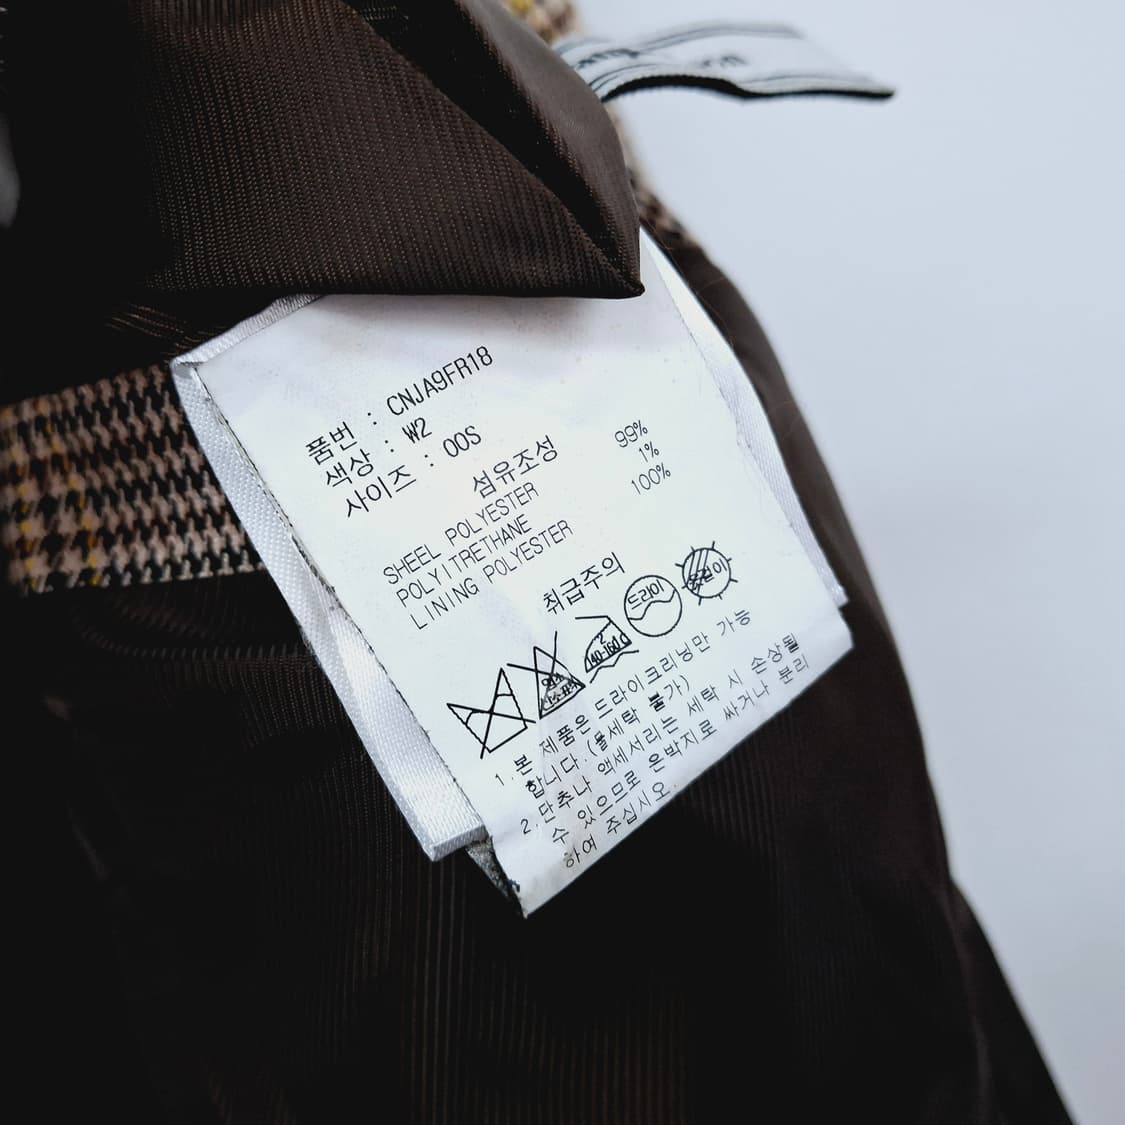 품번 : CNJA9FR18
색상 : W2
사이즈 : 00S
섬유조성
SHEEL POLYESTER 99%
POLYITRETHANE 1%
LINING POLYESTER 100%
취급주의
140-160℃
드라이
1. 본 제품은 드라이크리닝만 가능
합니다.(물세탁 불가)
2.단추나 액세서리는 세탁 시 손상될
수 있으므로 은박지로 싸거나 분리
하여 주십시오.